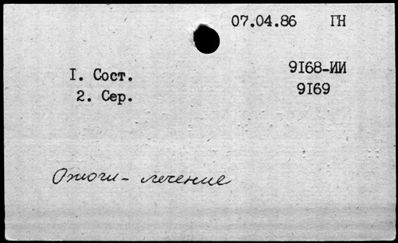 07.04.86 ГН
I. Сост. 9I68-ИИ
2. Сер. 9I69
Ожоги - лечение